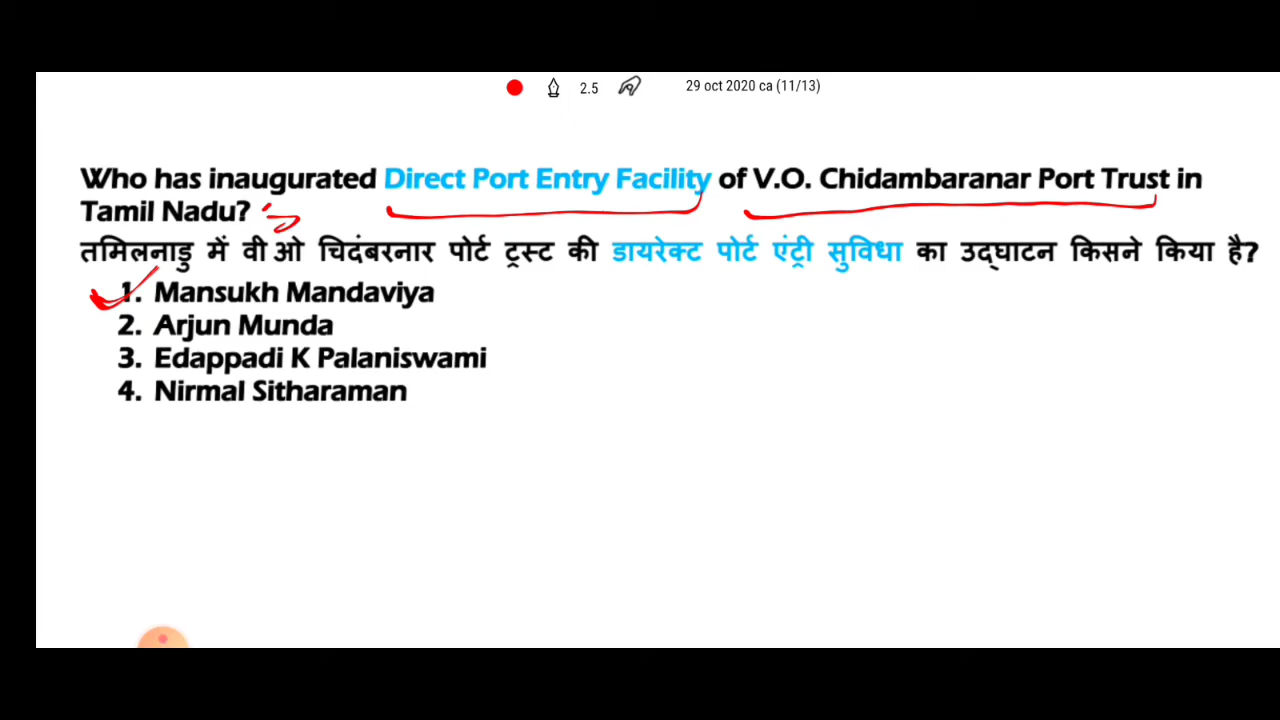 2.5 29 oct 2020 ca (11/13)
Who has inaugurated Direct Port Entry Facility of V.O. Chidambaranar Port Trust in
Tamil Nadu?
तमिलनाडु में वी ओ चिदंबरनार पोर्ट ट्रस्ट की डायरेक्ट पोर्ट एंट्री सुविधा का उद्घाटन किसने किया है?
1. Mansukh Mandaviya
2. Arjun Munda
3. Edappadi K Palaniswami
4. Nirmal Sitharaman